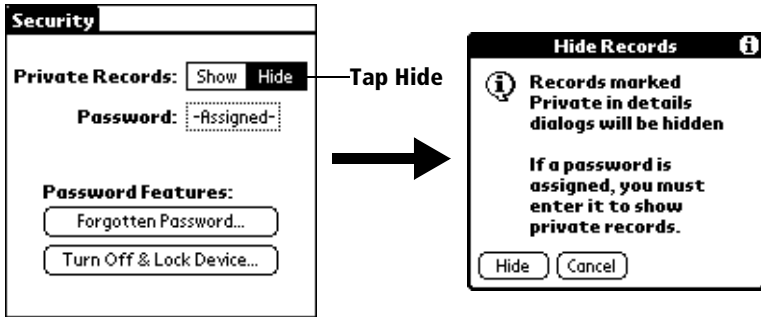 Security
Private Records: Show Hide
Tap Hide
Password: -Assigned-
Password Features:
Forgotten Password...
Turn Off & Lock Device...
Hide Records
Records marked
Private in details
dialogs will be hidden
If a password is
assigned, you must
enter it to show
private records.
Hide Cancel